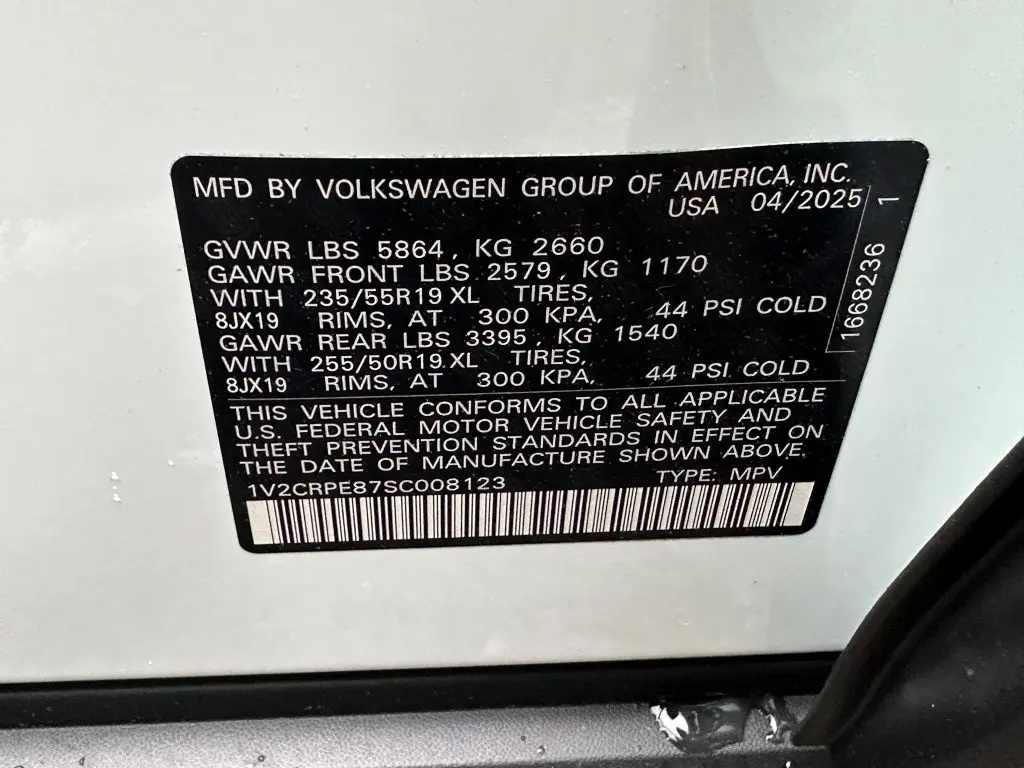 MFD BY VOLKSWAGEN GROUP OF AMERICA, INC.
USA 04/2025
GVWR LBS 5864, KG 2660
GAWR FRONT LBS 2579, KG 1170
WITH 235/55R19 XL TIRES,
8JX19 RIMS, AT 300 KPA, 44 PSI COLD
GAWR REAR LBS 3395, KG 1540
WITH 255/50R19 XL TIRES,
8JX19 RIMS, AT 300 KPA, 44 PSI COLD
THIS VEHICLE CONFORMS TO ALL APPLICABLE
U.S. FEDERAL MOTOR VEHICLE SAFETY AND
THEFT PREVENTION STANDARDS IN EFFECT ON
THE DATE OF MANUFACTURE SHOWN ABOVE.
1V2CRPE87SC008123 TYPE: MPV
1668236 1